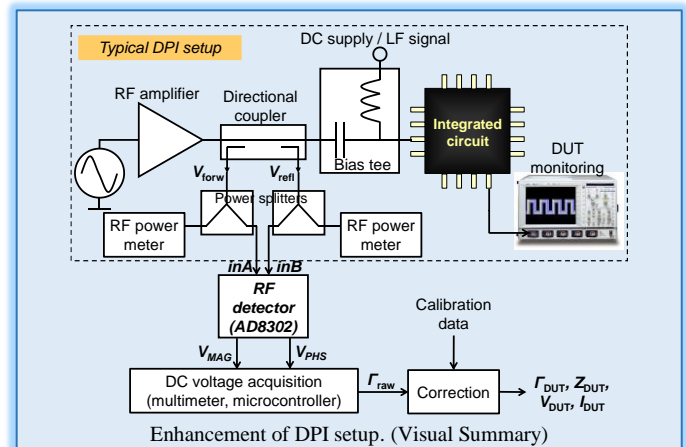 Typical DPI setup
DC supply / LF signal
RF amplifier
Directional
coupler
Bias tee
Integrated
circuit
DUT
monitoring
Vforw
Vrefl
Power splitters
RF power
meter
RF power
meter
inA
inB
RF
detector
(AD8302)
VMAG
VPHS
Calibration
data
DC voltage acquisition
(multimeter, microcontroller)
Γraw
Correction
ΓDUT, ZDUT,
VDUT, IDUT
Enhancement of DPI setup. (Visual Summary)